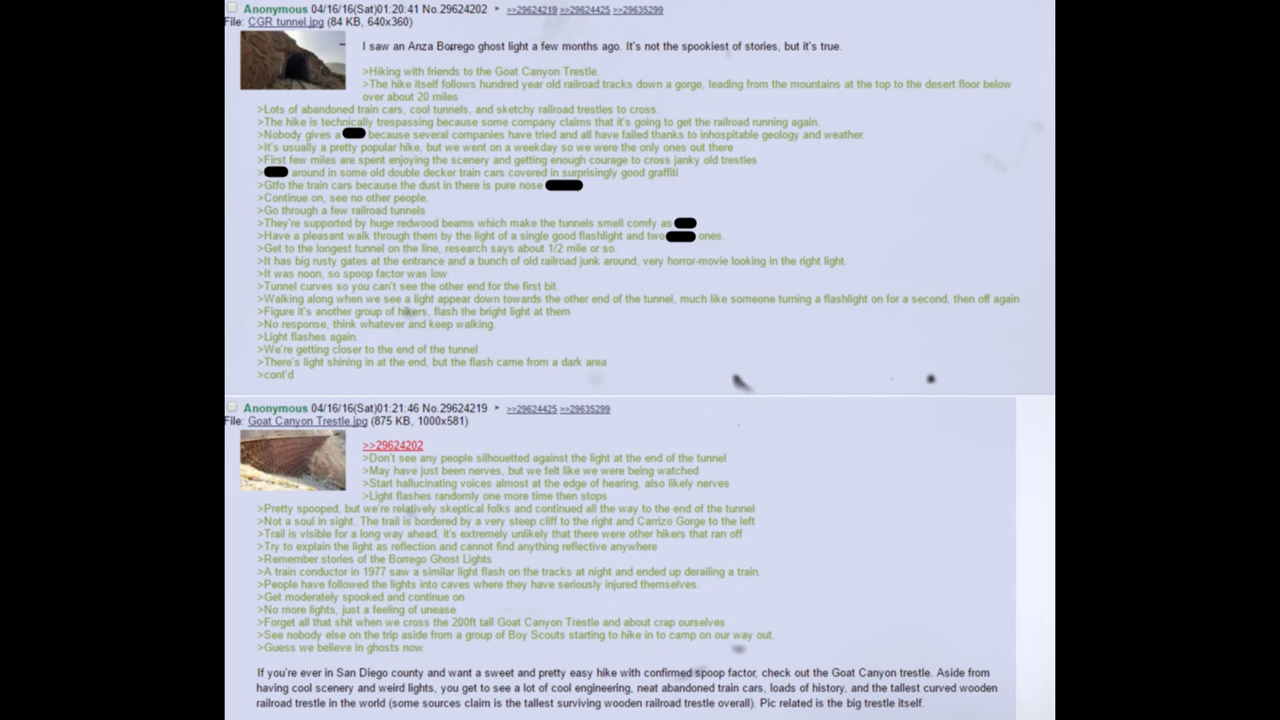 Anonymous 04/16/16(Sat)01:20:41 No.29624202 ▸ >>29624219 >>29624425 >>29635299
File: CGR tunnel.jpg (84 KB, 640x360)
I saw an Anza Borrego ghost light a few months ago. It's not the spookiest of stories, but it's true.
>Hiking with friends to the Goat Canyon Trestle.
>The hike itself follows hundred year old railroad tracks down a gorge, leading from the mountains at the top to the desert floor below
over about 20 miles
>Lots of abandoned train cars, cool tunnels, and sketchy railroad trestles to cross.
>The hike is technically trespassing because some company claims that it's going to get the railroad running again.
>Nobody gives a because several companies have tried and all have failed thanks to inhospitable geology and weather.
>It's usually a pretty popular hike, but we went on a weekday so we were the only ones out there
>First few miles are spent enjoying the scenery and getting enough courage to cross janky old trestles
> around in some old double decker train cars covered in surprisingly good graffiti
>Gtfo the train cars because the dust in there is pure nose
>Continue on, see no other people.
>Go through a few railroad tunnels
>They're supported by huge redwood beams which make the tunnels smell comfy as
>Have a pleasant walk through them by the light of a single good flashlight and two ones.
>Get to the longest tunnel on the line, research says about 1/2 mile or so.
>It has big rusty gates at the entrance and a bunch of old railroad junk around, very horror-movie looking in the right light.
>It was noon, so spoop factor was low.
>Tunnel curves so you can't see the other end for the first bit.
>Walking along when we see a light appear down towards the other end of the tunnel, much like someone turning a flashlight on for a second, then off again
>Figure it's another group of hikers, flash the bright light at them
>No response, think whatever and keep walking.
>Light flashes again.
>We're getting closer to the end of the tunnel
>There's light shining in at the end, but the flash came from a dark area
>cont'd
Anonymous 04/16/16(Sat)01:21:46 No.29624219 ▸ >>29624425 >>29635299
File: Goat Canyon Trestle.jpg (875 KB, 1000x581)
>>29624202
>Don't see any people silhouetted against the light at the end of the tunnel
>May have just been nerves, but we felt like we were being watched
>Start hallucinating voices almost at the edge of hearing, also likely nerves
>Light flashes randomly one more time then stops
>Pretty spooped, but we're relatively skeptical folks and continued all the way to the end of the tunnel
>Not a soul in sight. The trail is bordered by a very steep cliff to the right and Carrizo Gorge to the left
>Trail is visible for a long way ahead, it's extremely unlikely that there were other hikers that ran off
>Try to explain the light as reflection and cannot find anything reflective anywhere
>Remember stories of the Borrego Ghost Lights
>A train conductor in 1977 saw a similar light flash on the tracks at night and ended up derailing a train.
>People have followed the lights into caves where they have seriously injured themselves.
>Get moderately spooked and continue on
>No more lights, just a feeling of unease
>Forget all that shit when we cross the 200ft tall Goat Canyon Trestle and about crap ourselves
>See nobody else on the trip aside from a group of Boy Scouts starting to hike in to camp on our way out.
>Guess we believe in ghosts now.
If you're ever in San Diego county and want a sweet and pretty easy hike with confirmed spoop factor, check out the Goat Canyon trestle. Aside from
having cool scenery and weird lights, you get to see a lot of cool engineering, neat abandoned train cars, loads of history, and the tallest curved wooden
railroad trestle in the world (some sources claim is the tallest surviving wooden railroad trestle overall). Pic related is the big trestle itself.